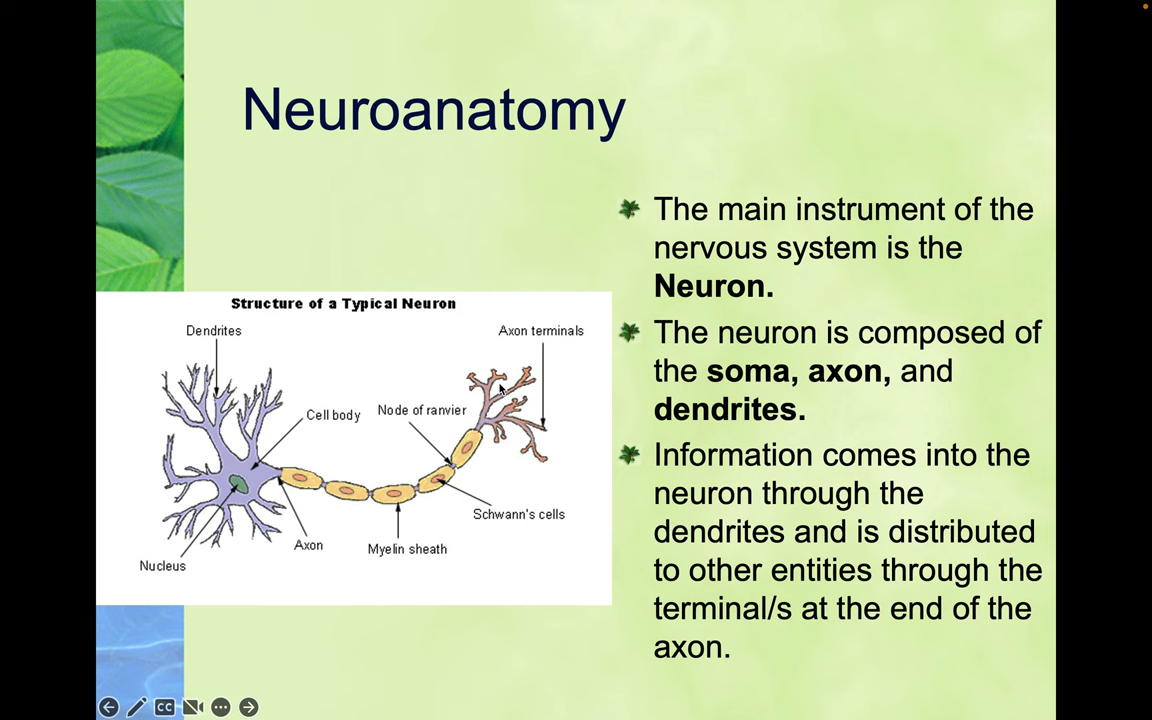 Neuroanatomy
Structure of a Typical Neuron
Dendrites
Axon terminals
Cell body
Node of ranvier
Schwann's cells
Axon
Myelin sheath
Nucleus
The main instrument of the
nervous system is the
Neuron.
The neuron is composed of
the soma, axon, and
dendrites.
Information comes into the
neuron through the
dendrites and is distributed
to other entities through the
terminal/s at the end of the
axon.
CC